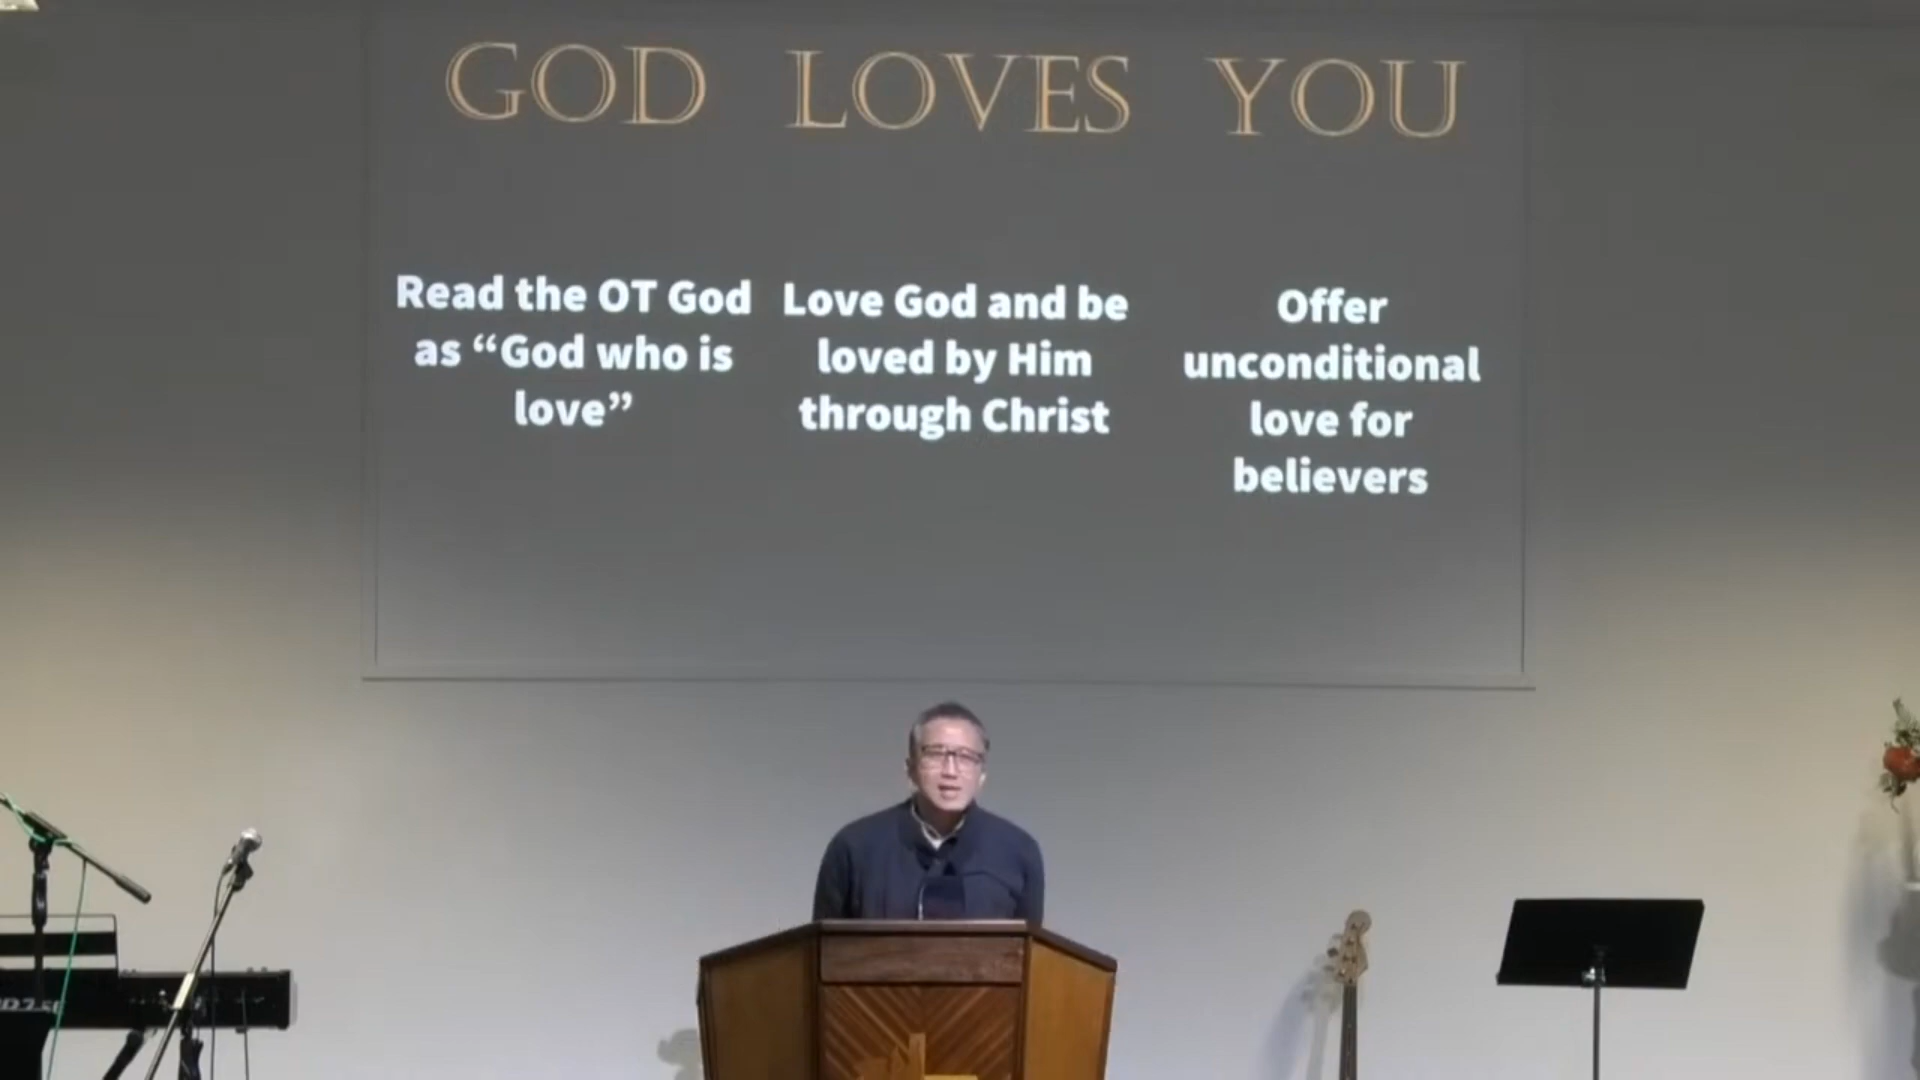 GOD LOVES YOU
Read the OT God
as “God who is
love”
Love God and be
loved by Him
through Christ
Offer
unconditional
love for
believers